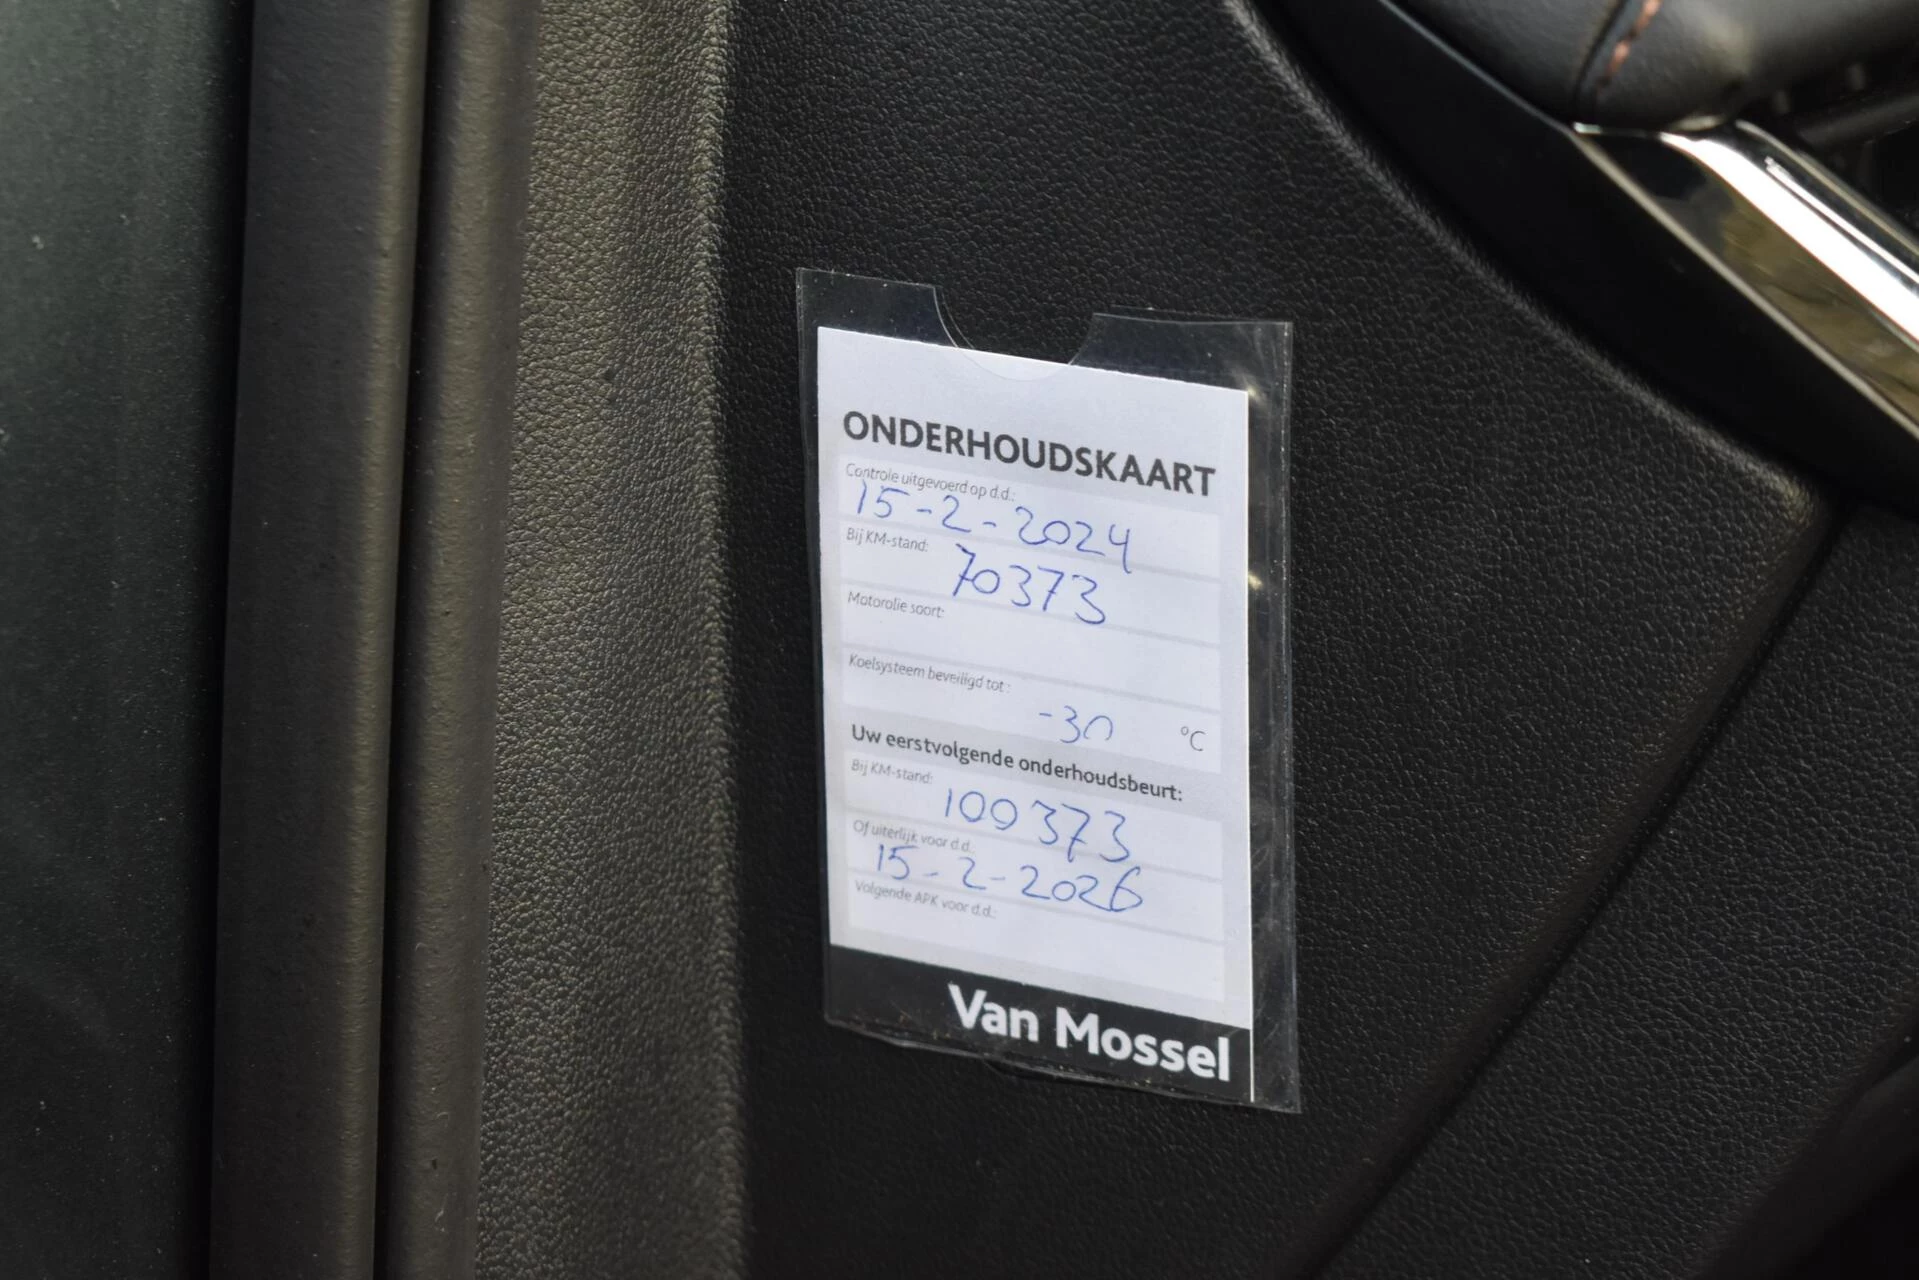 ONDERHOUDSKAART
Controle uitgevoerd op d.d.:
15-2-2024
Bij KM-stand:
70373
Motorolie soort:
Koelsysteem beveiligd tot :
-30 °C
Uw eerstvolgende onderhoudsbeurt:
Bij KM-stand:
100373
Of uiterlijk voor d.d.
15-2-2026
Volgende APK voor d.d.:
Van Mossel